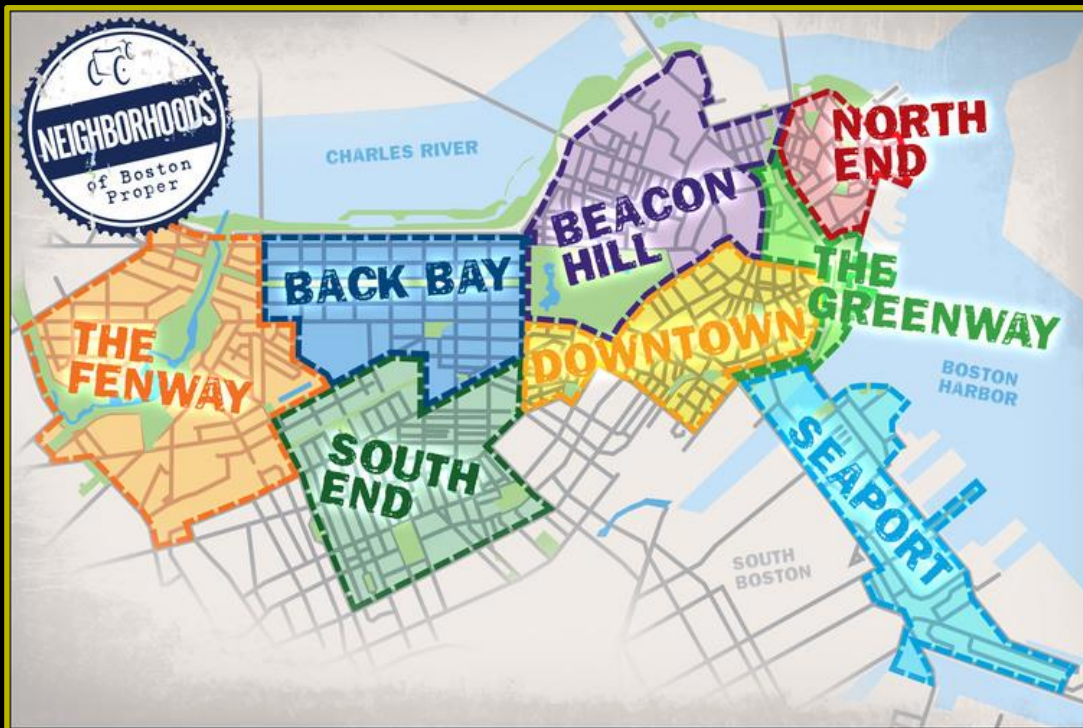 NEIGHBORHOODS
of Boston
Proper
CHARLES RIVER
NORTH
END
BEACON
HILL
BACK BAY
THE
GREENWAY
THE
FENWAY
DOWNTOWN
BOSTON
HARBOR
SOUTH
END
SEAPORT
SOUTH
BOSTON